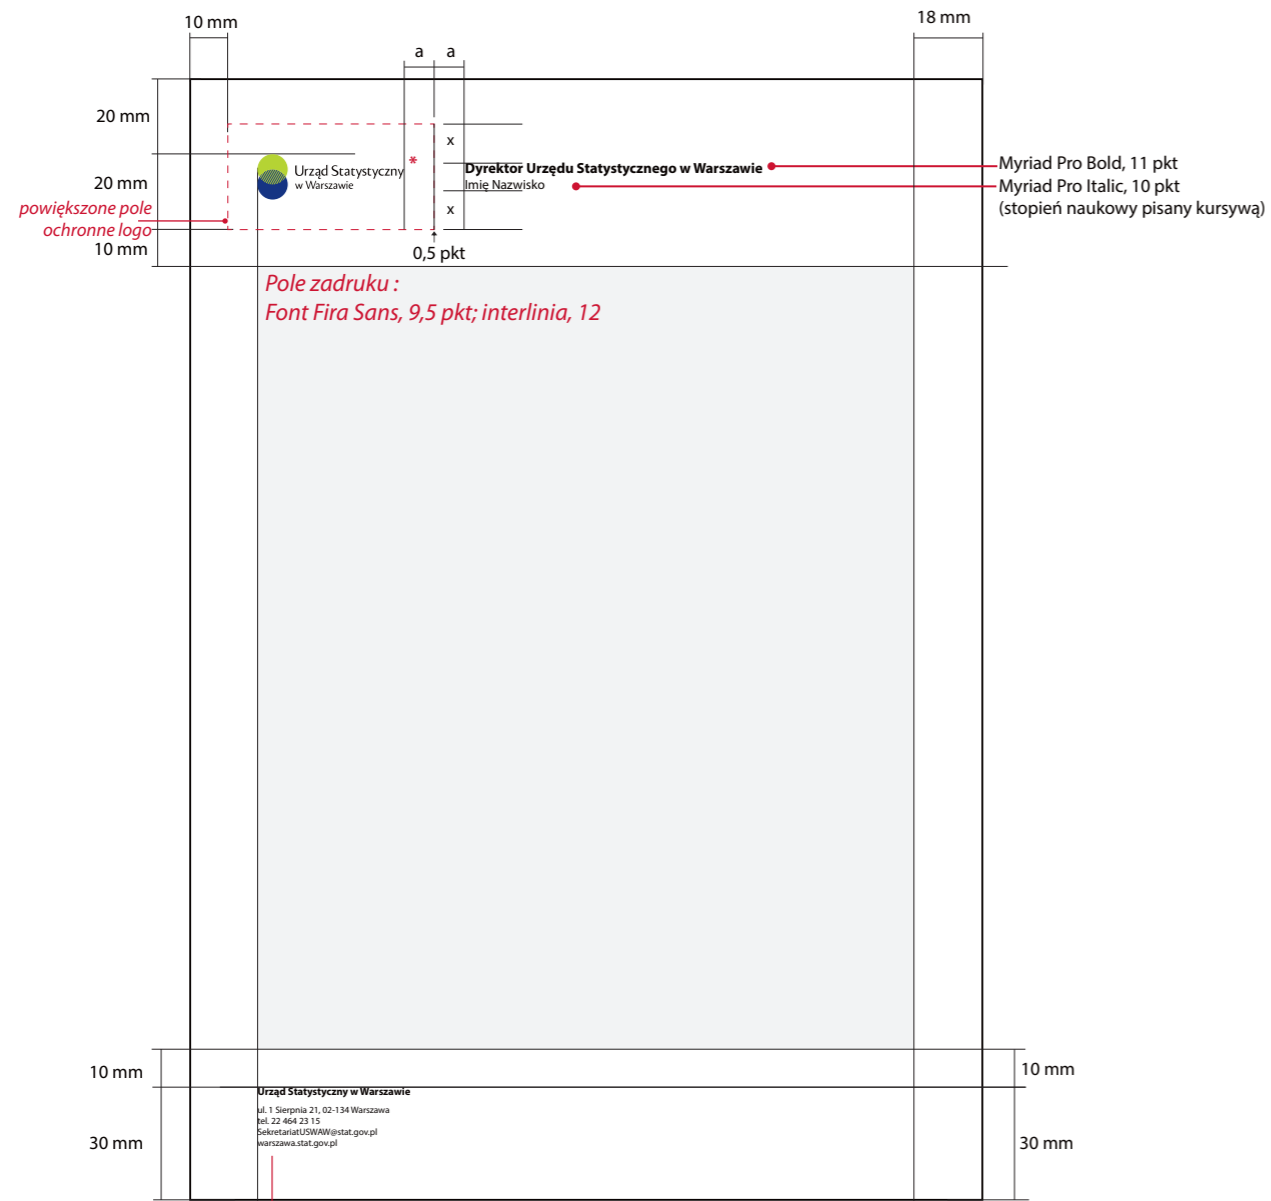 10 mm
18 mm
a a
20 mm
x
*
Urząd Statystyczny
w Warszawie
Dyrektor Urzędu Statystycznego w Warszawie
Imię Nazwisko
Myriad Pro Bold, 11 pkt
Myriad Pro Italic, 10 pkt
(stopień naukowy pisany kursywą)
20 mm
powiększone pole
ochronne logo
x
10 mm
0,5 pkt
Pole zadruku :
Font Fira Sans, 9,5 pkt; interlinia, 12
10 mm
10 mm
Urząd Statystyczny w Warszawie
ul. 1 Sierpnia 21, 02-134 Warszawa
tel. 22 464 23 15
SekretariatUSWAW@stat.gov.pl
warszawa.stat.gov.pl
30 mm
30 mm